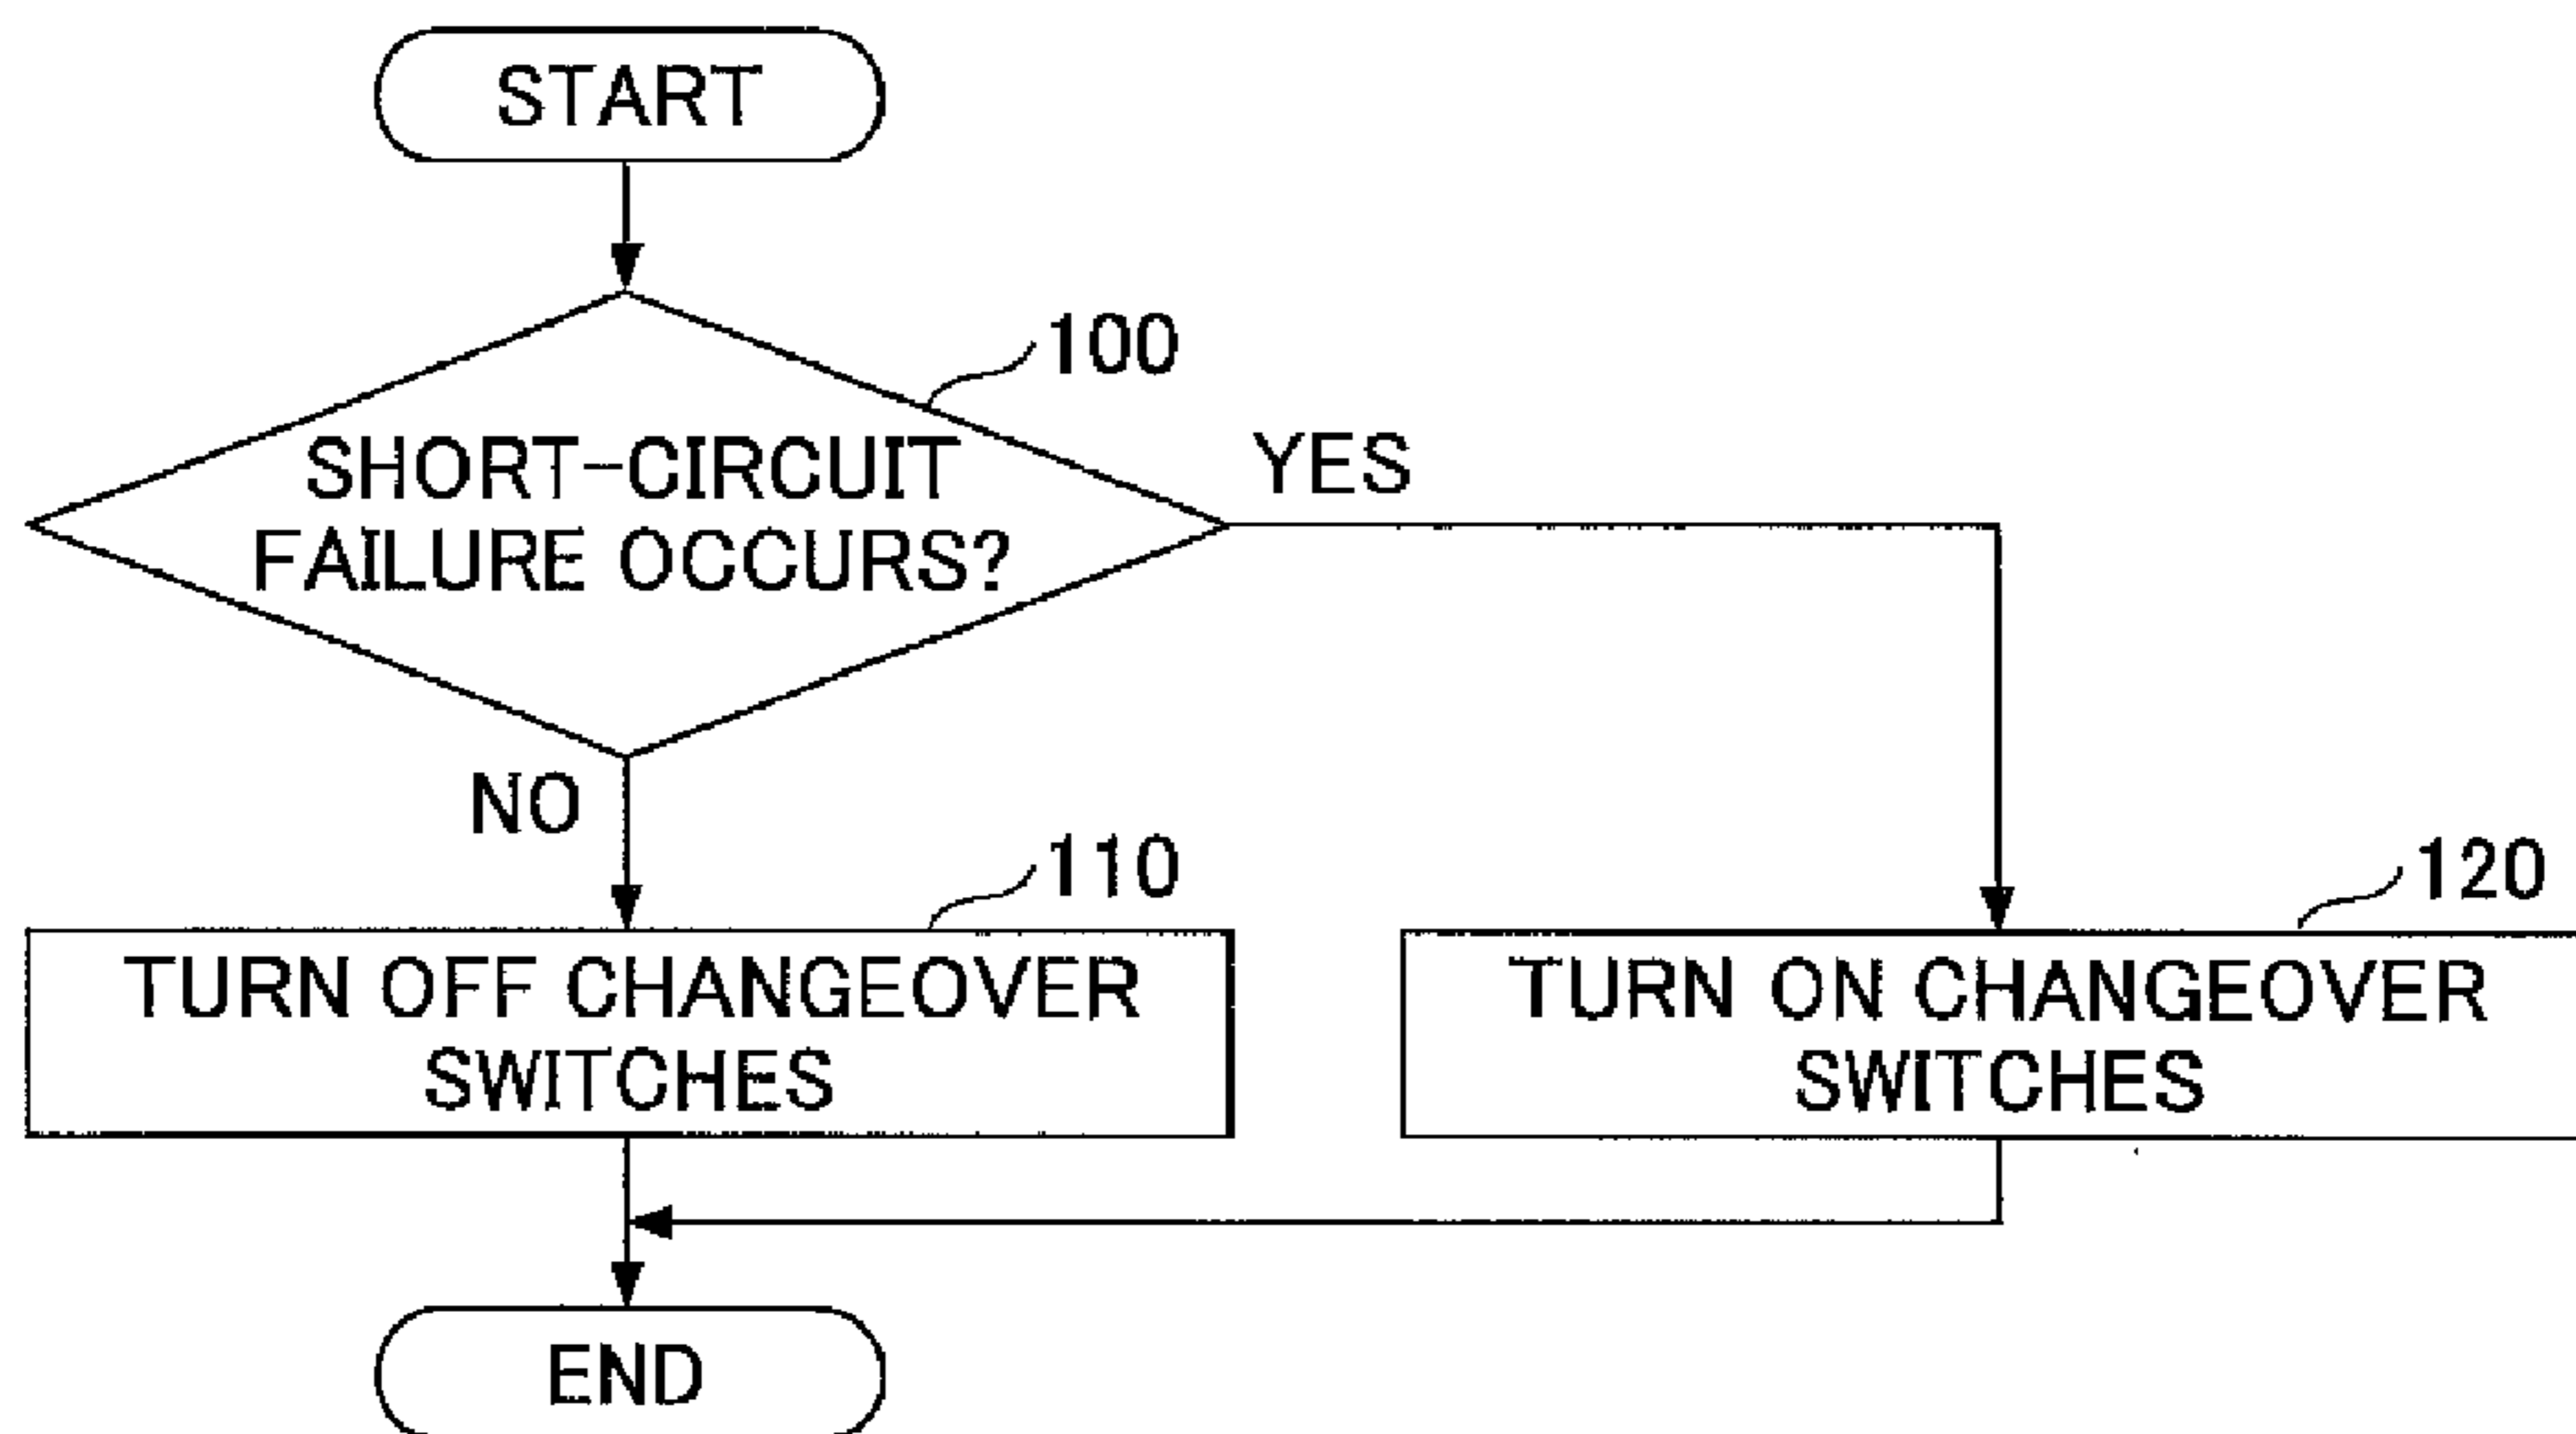 START
100
SHORT-CIRCUIT
FAILURE OCCURS?
YES
NO
110
TURN OFF CHANGEOVER
SWITCHES
120
TURN ON CHANGEOVER
SWITCHES
END